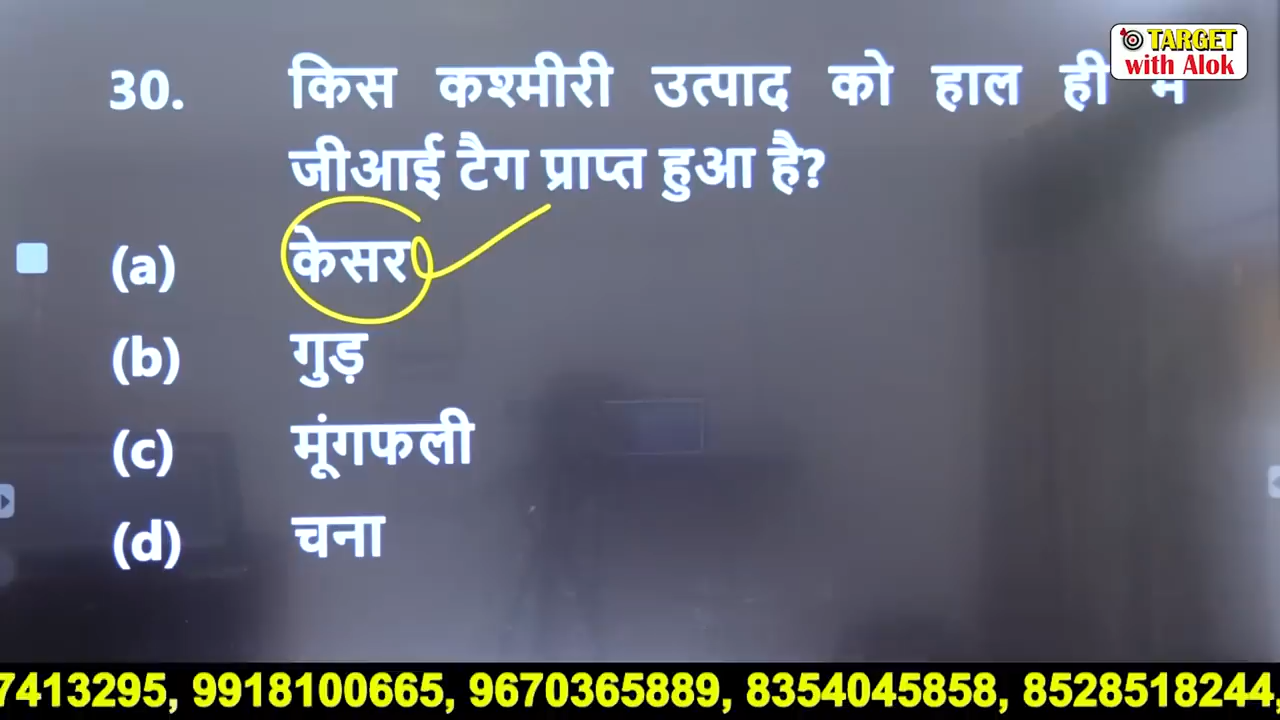 TARGET
with Alok
30. किस कश्मीरी उत्पाद को हाल ही में
जीआई टैग प्राप्त हुआ है?
(a) केसर
(b) गुड़
(c) मूंगफली
(d) चना
7413295, 9918100665, 9670365889, 8354045858, 8528518244,